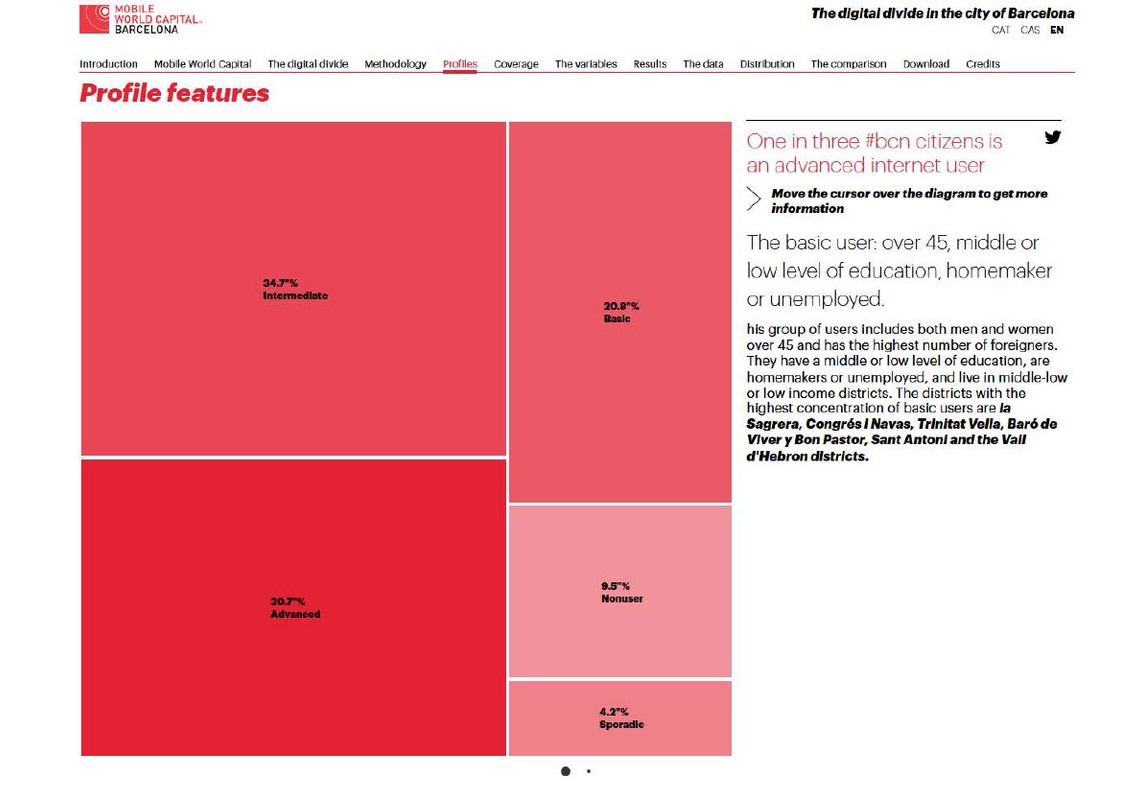 MOBILE
WORLD CAPITAL.
BARCELONA
The digital divide in the city of Barcelona
CAT CAS EN
Introduction Mobile World Capital The digital divide Methodology Profiles Coverage The variables Results The data Distribution The comparison Download Credits
Profile features
34.7"%
Intermediate
30.7"%
Advanced
20.9"%
Basic
9.5"%
Nonuser
4.2"%
Sporadic
One in three #bcn citizens is
an advanced internet user
Move the cursor over the diagram to get more
information
The basic user: over 45, middle or
low level of education, homemaker
or unemployed.
his group of users includes both men and women
over 45 and has the highest number of foreigners.
They have a middle or low level of education, are
homemakers or unemployed, and live in middle-low
or low income districts. The districts with the
highest concentration of basic users are la
Sagrera, Congrés i Navas, Trinitat Vella, Baró de
Viver y Bon Pastor, Sant Antoni and the Vall
d'Hebron districts.